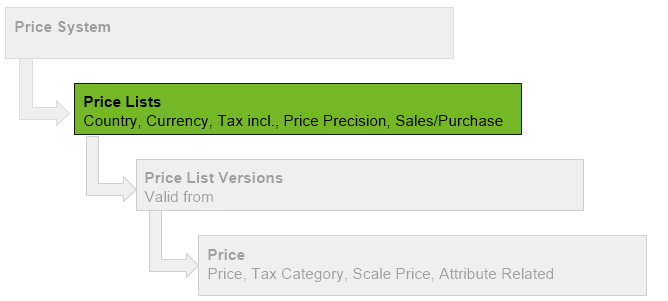 Price System
Price Lists
Country, Currency, Tax incl., Price Precision, Sales/Purchase
Price List Versions
Valid from
Price
Price, Tax Category, Scale Price, Attribute Related